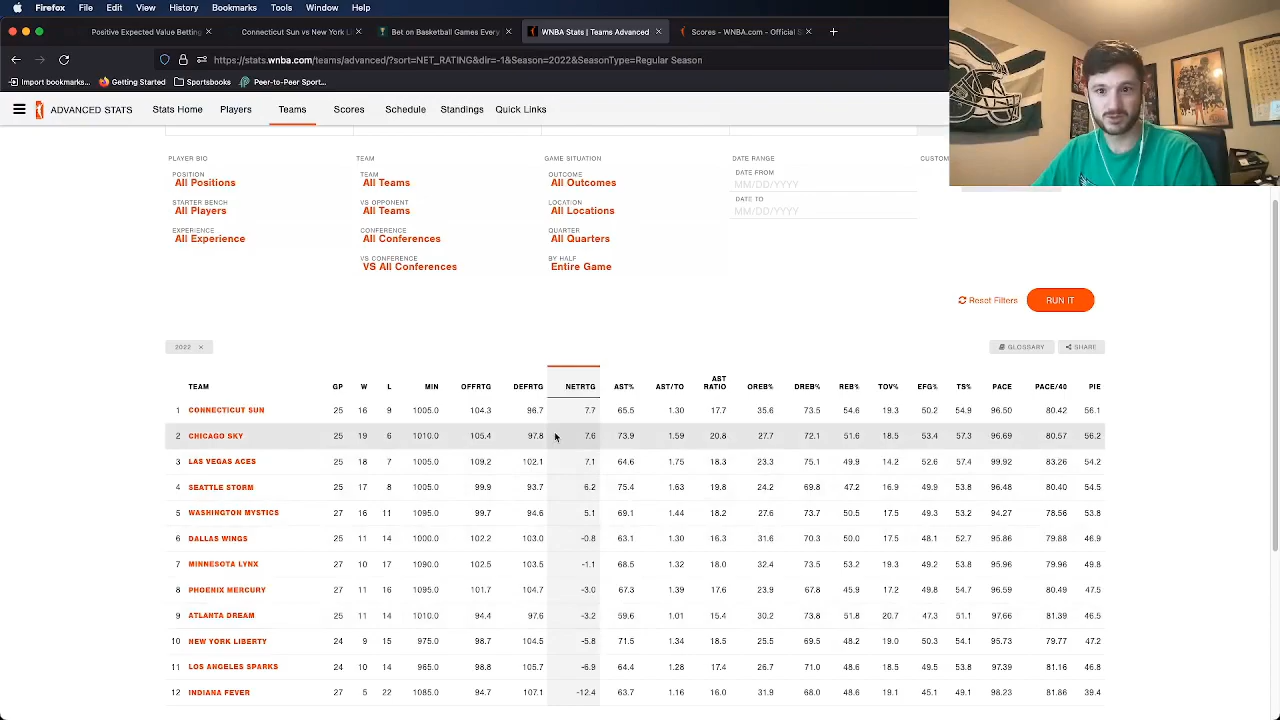 Firefox File Edit View History Bookmarks Tools Window Help
Positive Expected Value Betting Connecticut Sun vs New York L Bet on Basketball Games Every WNBA Stats | Teams Advanced Scores - WNBA.com - Official S
https://stats.wnba.com/teams/advanced/?sort=NET_RATING&dir=-1&Season=2022&SeasonType=Regular Season
Import bookmarks... Getting Started Sportsbooks Peer-to-Peer Sport...
ADVANCED STATS Stats Home Players Teams Scores Schedule Standings Quick Links
PLAYER BIO TEAM GAME SITUATION DATE RANGE CUSTOM
POSITION TEAM OUTCOME DATE FROM
All Positions All Teams All Outcomes MM/DD/YYYY
STARTER BENCH VS OPPONENT LOCATION DATE TO
All Players All Teams All Locations MM/DD/YYYY
EXPERIENCE CONFERENCE QUARTER
All Experience All Conferences All Quarters
VS CONFERENCE BY HALF
VS All Conferences Entire Game
Reset Filters RUN IT
2022 × GLOSSARY SHARE
TEAM GP W L MIN OFFRTG DEFRTG NETRTG AST% AST/TO AST RATIO OREB% DREB% REB% TOV% EFG% TS% PACE PACE/40 PIE
1 CONNECTICUT SUN 25 16 9 1005.0 104.3 96.7 7.7 65.5 1.30 17.7 35.6 73.5 54.6 19.3 50.2 54.9 96.50 80.42 56.1
2 CHICAGO SKY 25 19 6 1010.0 105.4 97.8 7.6 73.9 1.59 20.8 27.7 72.1 51.6 18.5 53.4 57.3 96.69 80.57 56.2
3 LAS VEGAS ACES 25 18 7 1005.0 109.2 102.1 7.1 64.6 1.75 18.3 23.3 75.1 49.9 14.2 52.6 57.4 99.92 83.26 54.2
4 SEATTLE STORM 25 17 8 1005.0 99.9 93.7 6.2 75.4 1.63 19.8 24.2 69.8 47.2 16.9 49.9 53.8 96.48 80.40 54.5
5 WASHINGTON MYSTICS 27 16 11 1095.0 99.7 94.6 5.1 69.1 1.44 18.2 27.6 73.7 50.5 17.5 49.3 53.2 94.27 78.56 53.8
6 DALLAS WINGS 25 11 14 1000.0 102.2 103.0 -0.8 63.1 1.30 16.3 31.6 70.3 50.0 17.5 48.1 52.7 95.86 79.88 46.9
7 MINNESOTA LYNX 27 10 17 1090.0 102.5 103.5 -1.1 68.5 1.32 18.0 32.4 73.5 53.2 19.3 49.2 53.8 95.96 79.96 49.8
8 PHOENIX MERCURY 27 11 16 1095.0 101.7 104.7 -3.0 67.3 1.39 17.6 23.9 67.8 45.9 17.2 49.8 54.7 96.59 80.49 47.5
9 ATLANTA DREAM 25 11 14 1010.0 94.4 97.6 -3.2 59.6 1.01 15.4 30.2 73.8 51.8 20.7 47.3 51.1 97.66 81.39 46.5
10 NEW YORK LIBERTY 24 9 15 975.0 98.7 104.5 -5.8 71.5 1.34 18.5 25.5 69.5 48.2 19.0 50.3 54.1 95.73 79.77 47.2
11 LOS ANGELES SPARKS 24 10 14 965.0 98.8 105.7 -6.9 64.4 1.28 17.4 26.7 71.0 48.6 18.5 49.5 53.8 97.39 81.16 46.8
12 INDIANA FEVER 27 5 22 1085.0 94.7 107.1 -12.4 63.7 1.16 16.0 31.9 68.0 48.6 19.1 45.1 49.1 98.23 81.86 39.4